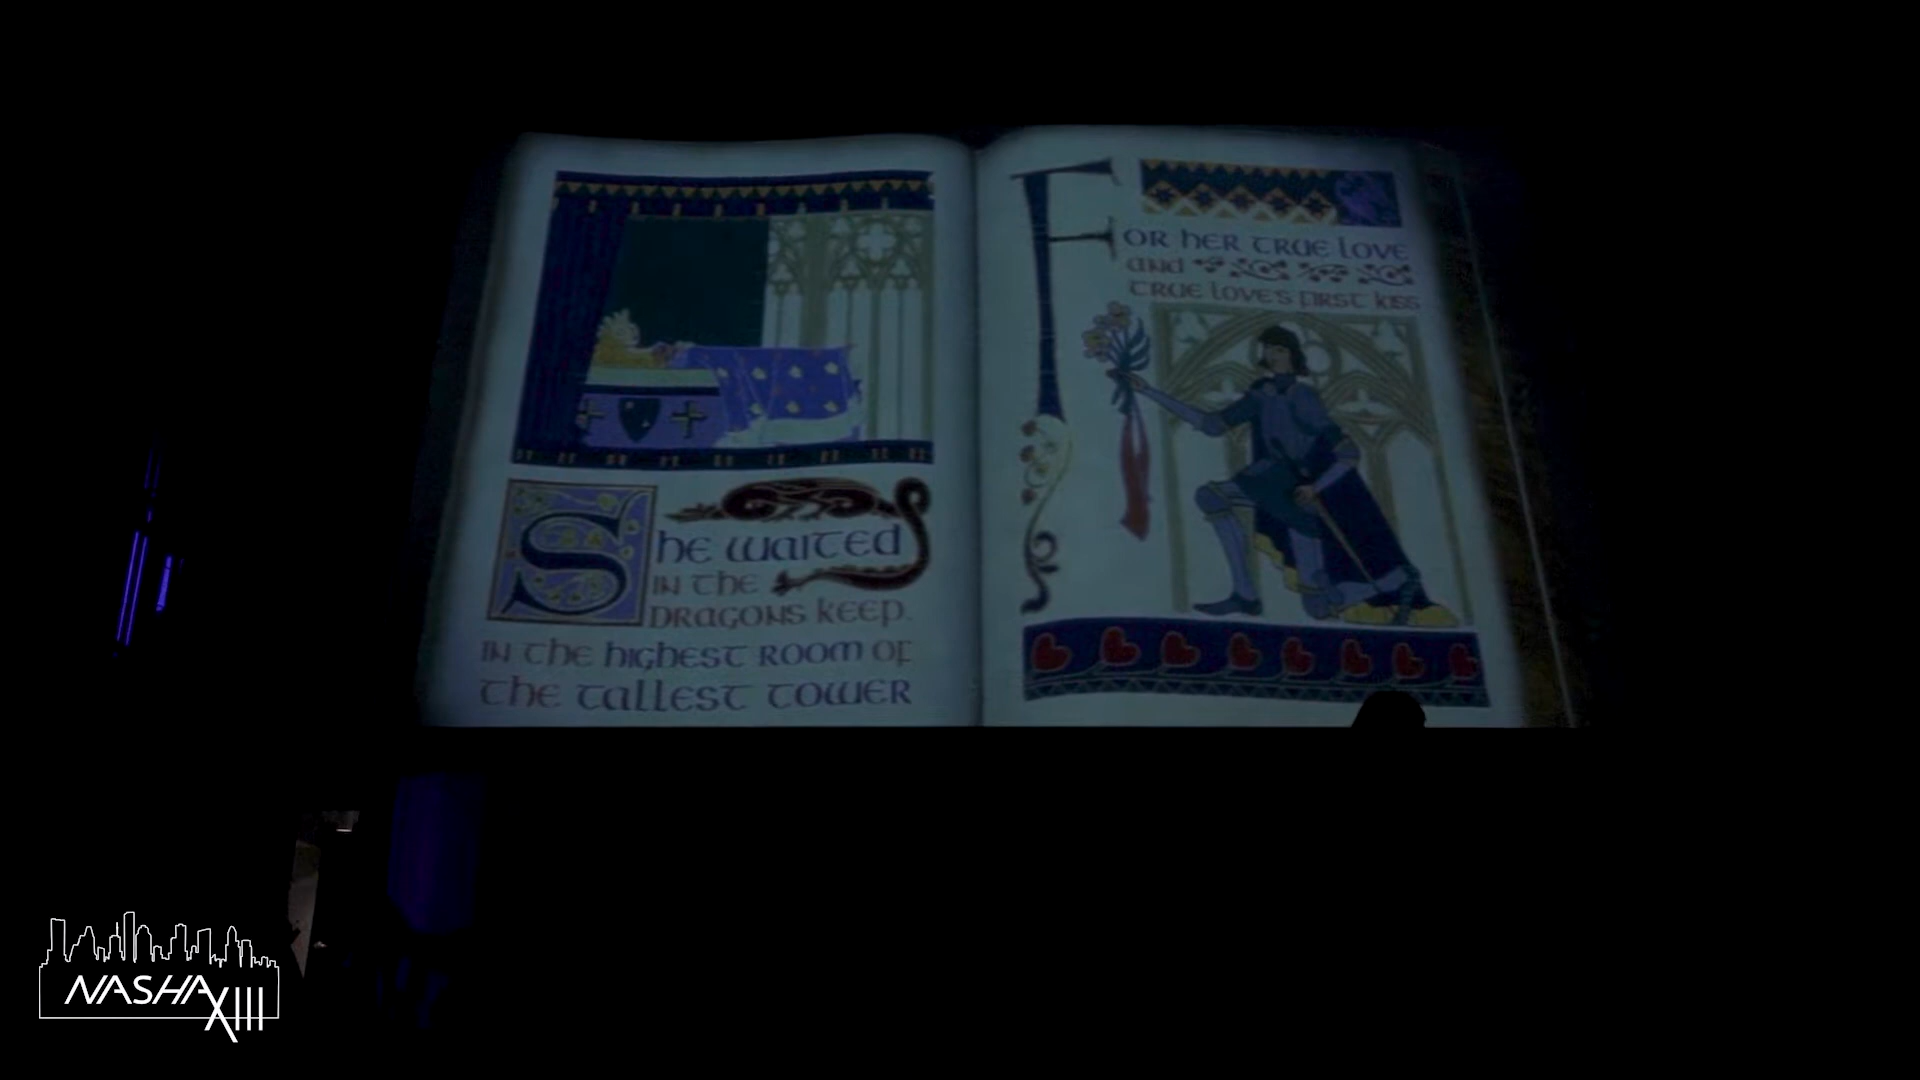 She waited
in the
dragons keep.
in the highest room of
the tallest tower
For her true love
and
true love's first kiss
NASHA
XIII